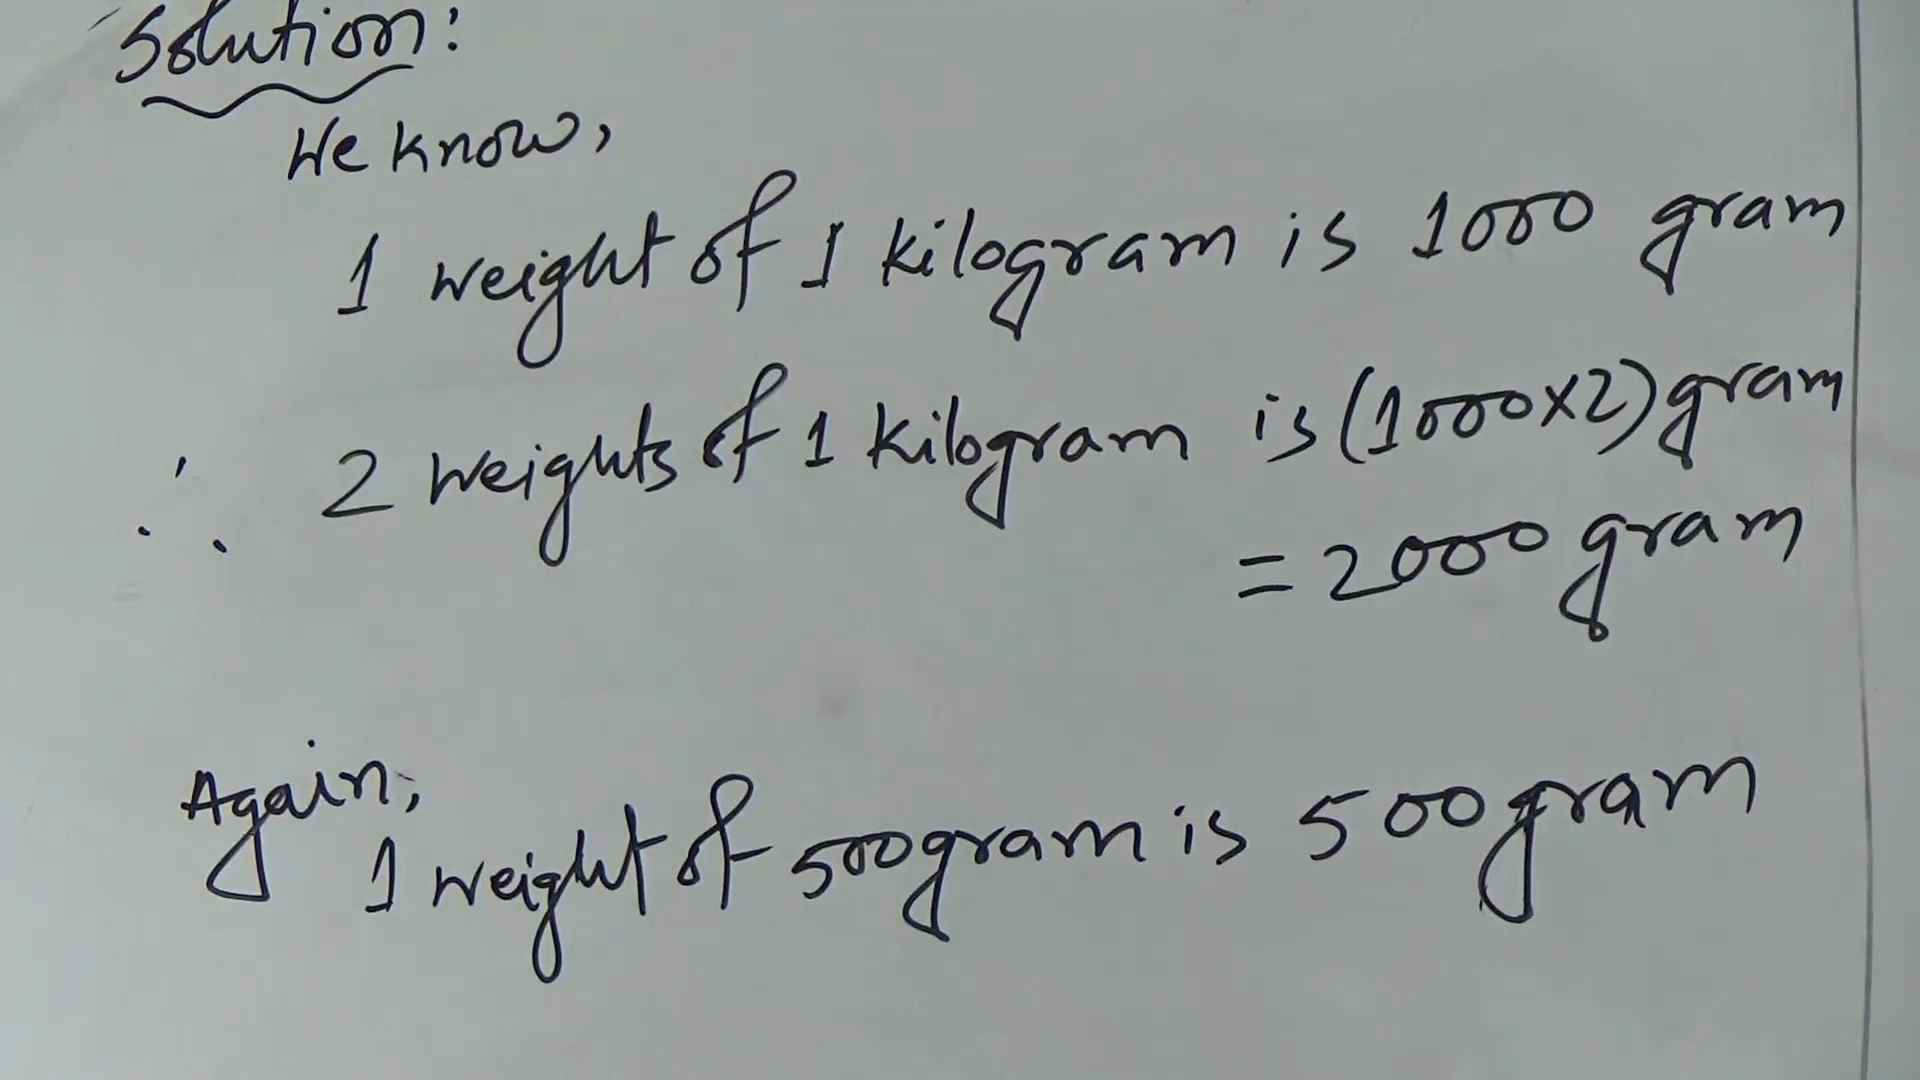 Solution:
We know,
1 weight of 1 kilogram is 1000 gram
∴ 2 weights of 1 kilogram is (1000×2) gram
= 2000 gram
Again,
1 weight of 500 gram is 500 gram